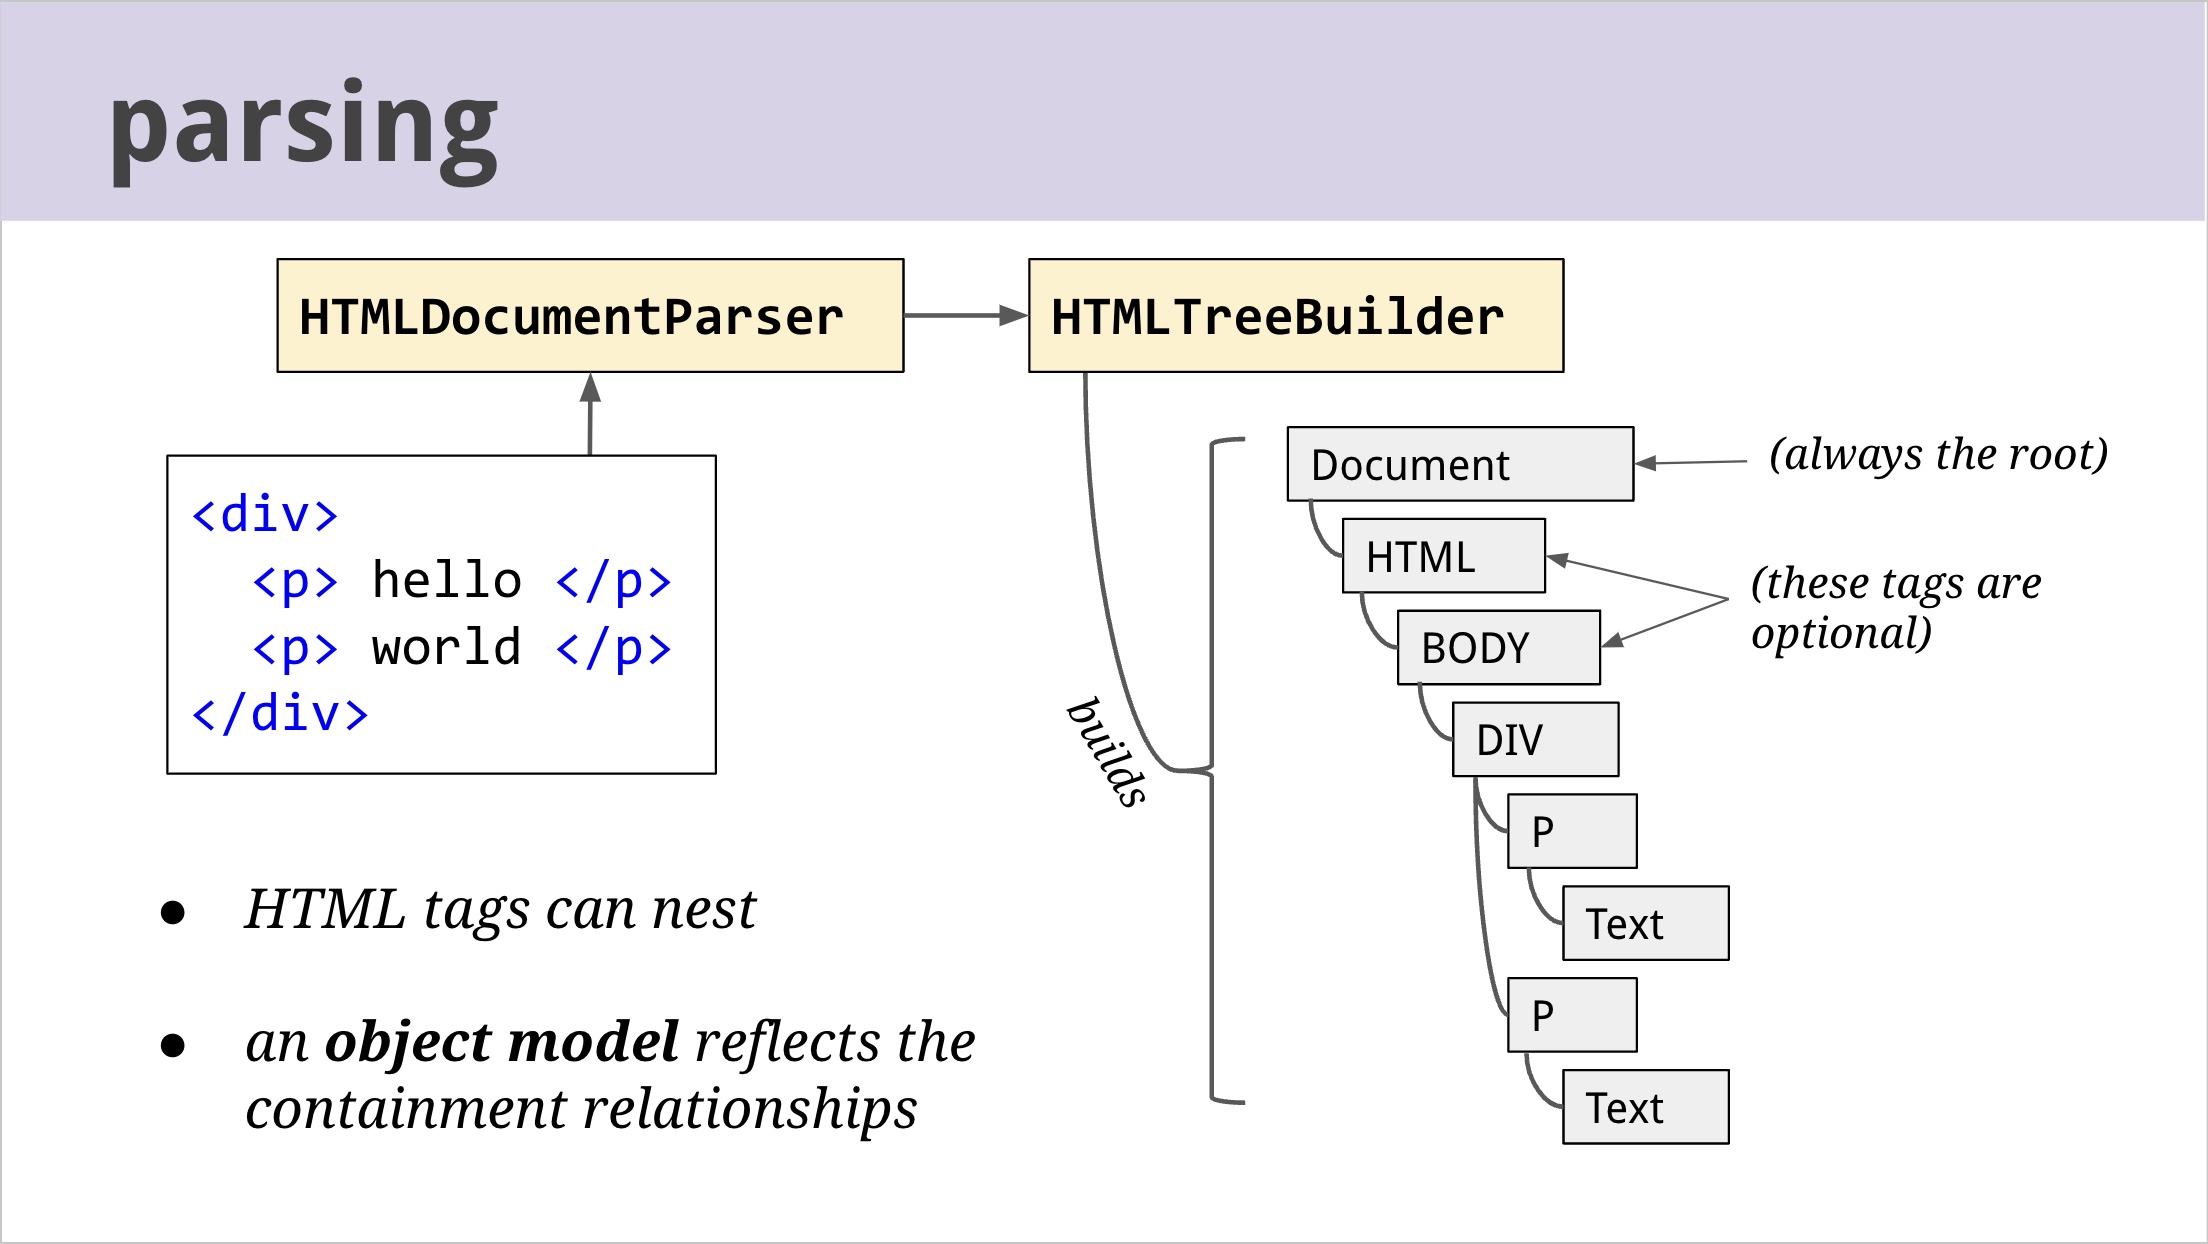 parsing
HTMLDocumentParser
HTMLTreeBuilder
<div>
<p> hello </p>
<p> world </p>
</div>
builds
Document
(always the root)
HTML
(these tags are
optional)
BODY
DIV
P
Text
P
Text
● HTML tags can nest
● an object model reflects the
containment relationships